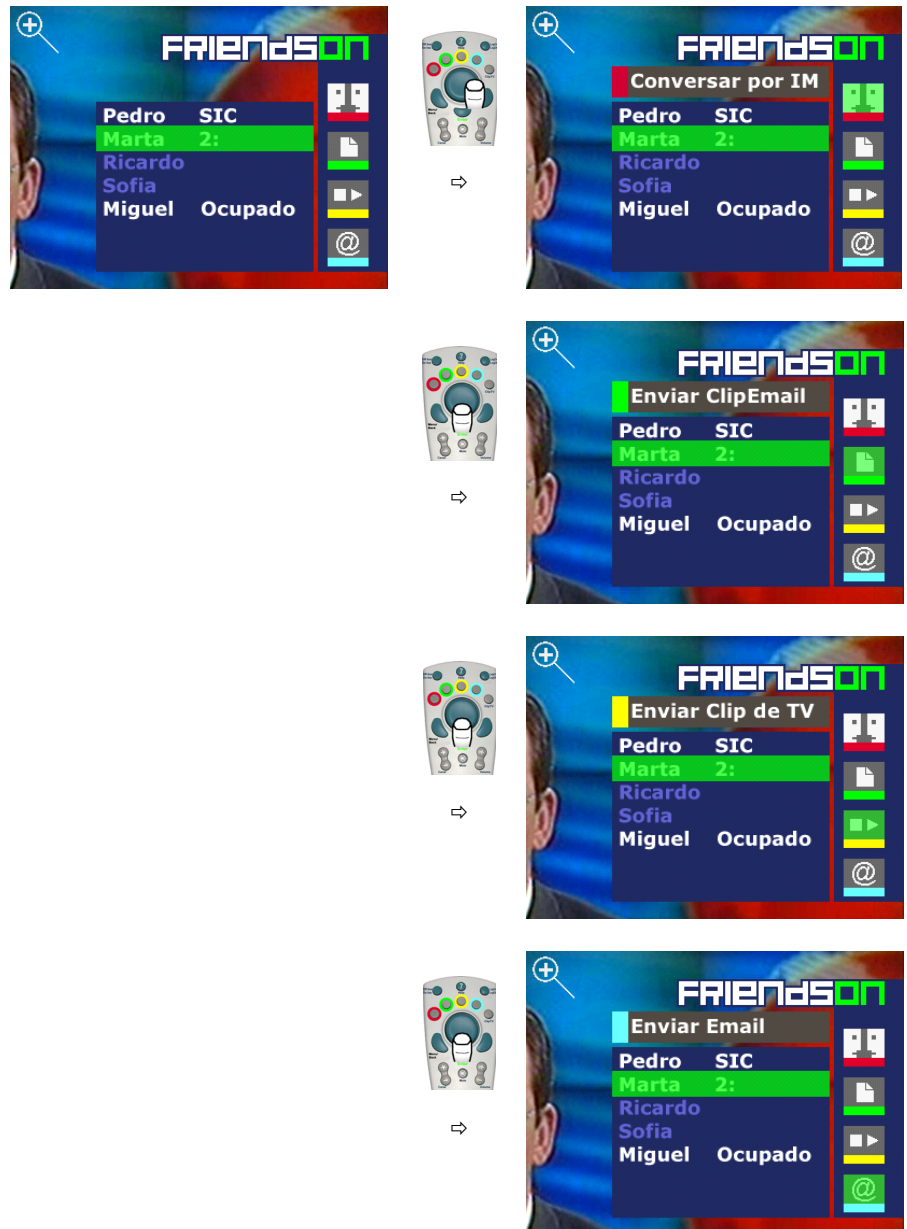 FRIENDSON
Pedro SIC
Marta 2:
Ricardo
Sofia
Miguel Ocupado
@
FRIENDSON
Conversar por IM
Pedro SIC
Marta 2:
Ricardo
Sofia
Miguel Ocupado
@
FRIENDSON
Enviar ClipEmail
Pedro SIC
Marta 2:
Ricardo
Sofia
Miguel Ocupado
@
FRIENDSON
Enviar Clip de TV
Pedro SIC
Marta 2:
Ricardo
Sofia
Miguel Ocupado
@
FRIENDSON
Enviar Email
Pedro SIC
Marta 2:
Ricardo
Sofia
Miguel Ocupado
@